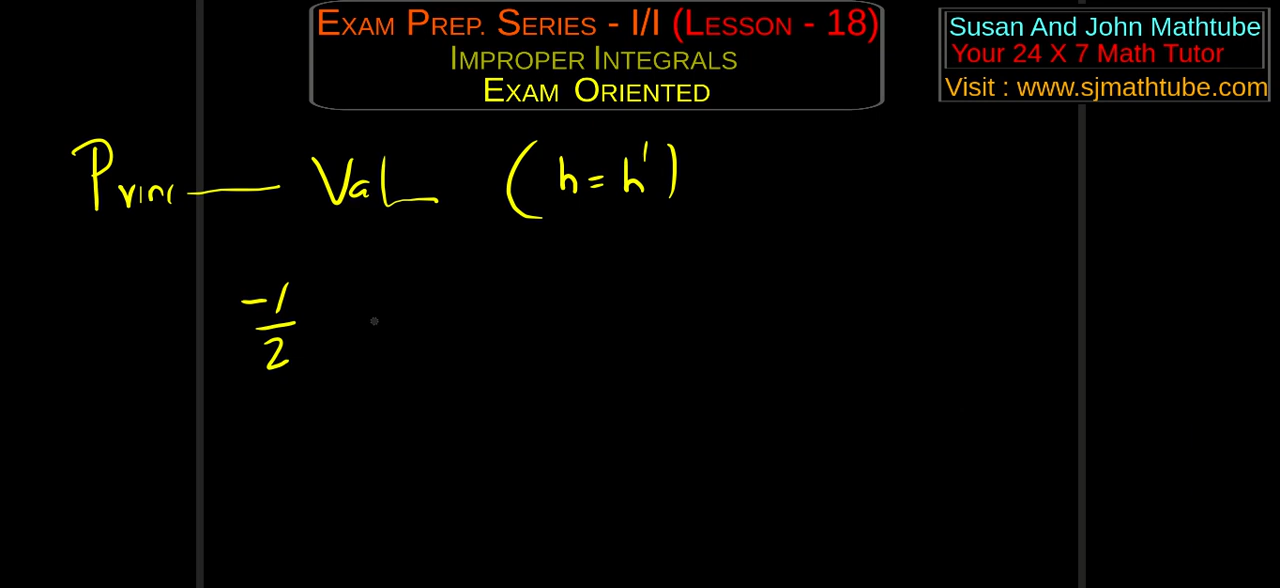 Exam Prep. Series - I/I (Lesson - 18)
Improper Integrals
Exam Oriented
Susan And John Mathtube
Your 24 X 7 Math Tutor
Visit : www.sjmathtube.com
Princ Val (h = h')
-1
2